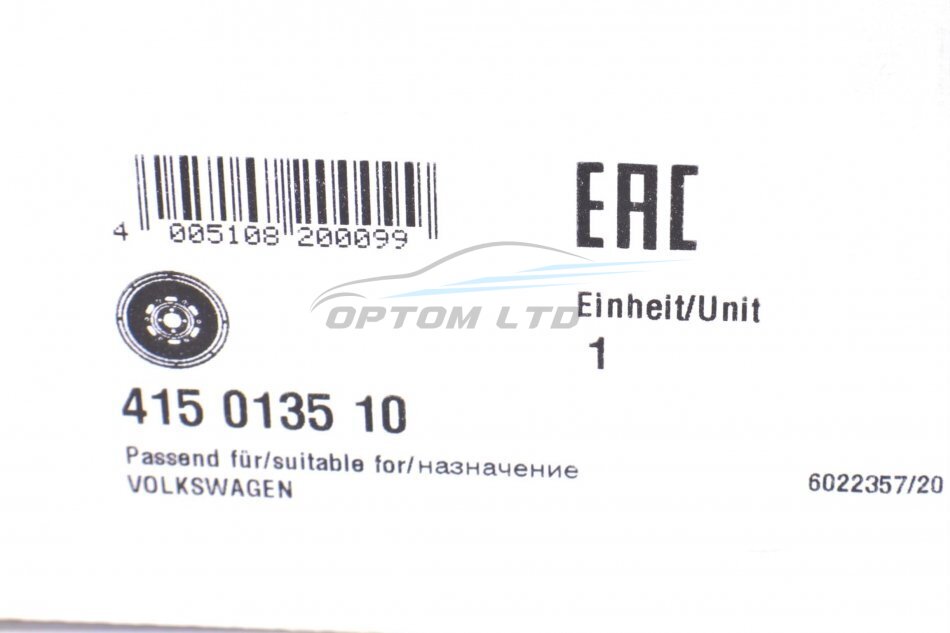 EAC
4 005108 200099
OPTOM LTD
Einheit/Unit
1
415 0135 10
Passend für/suitable for/назначение
VOLKSWAGEN
6022357/20